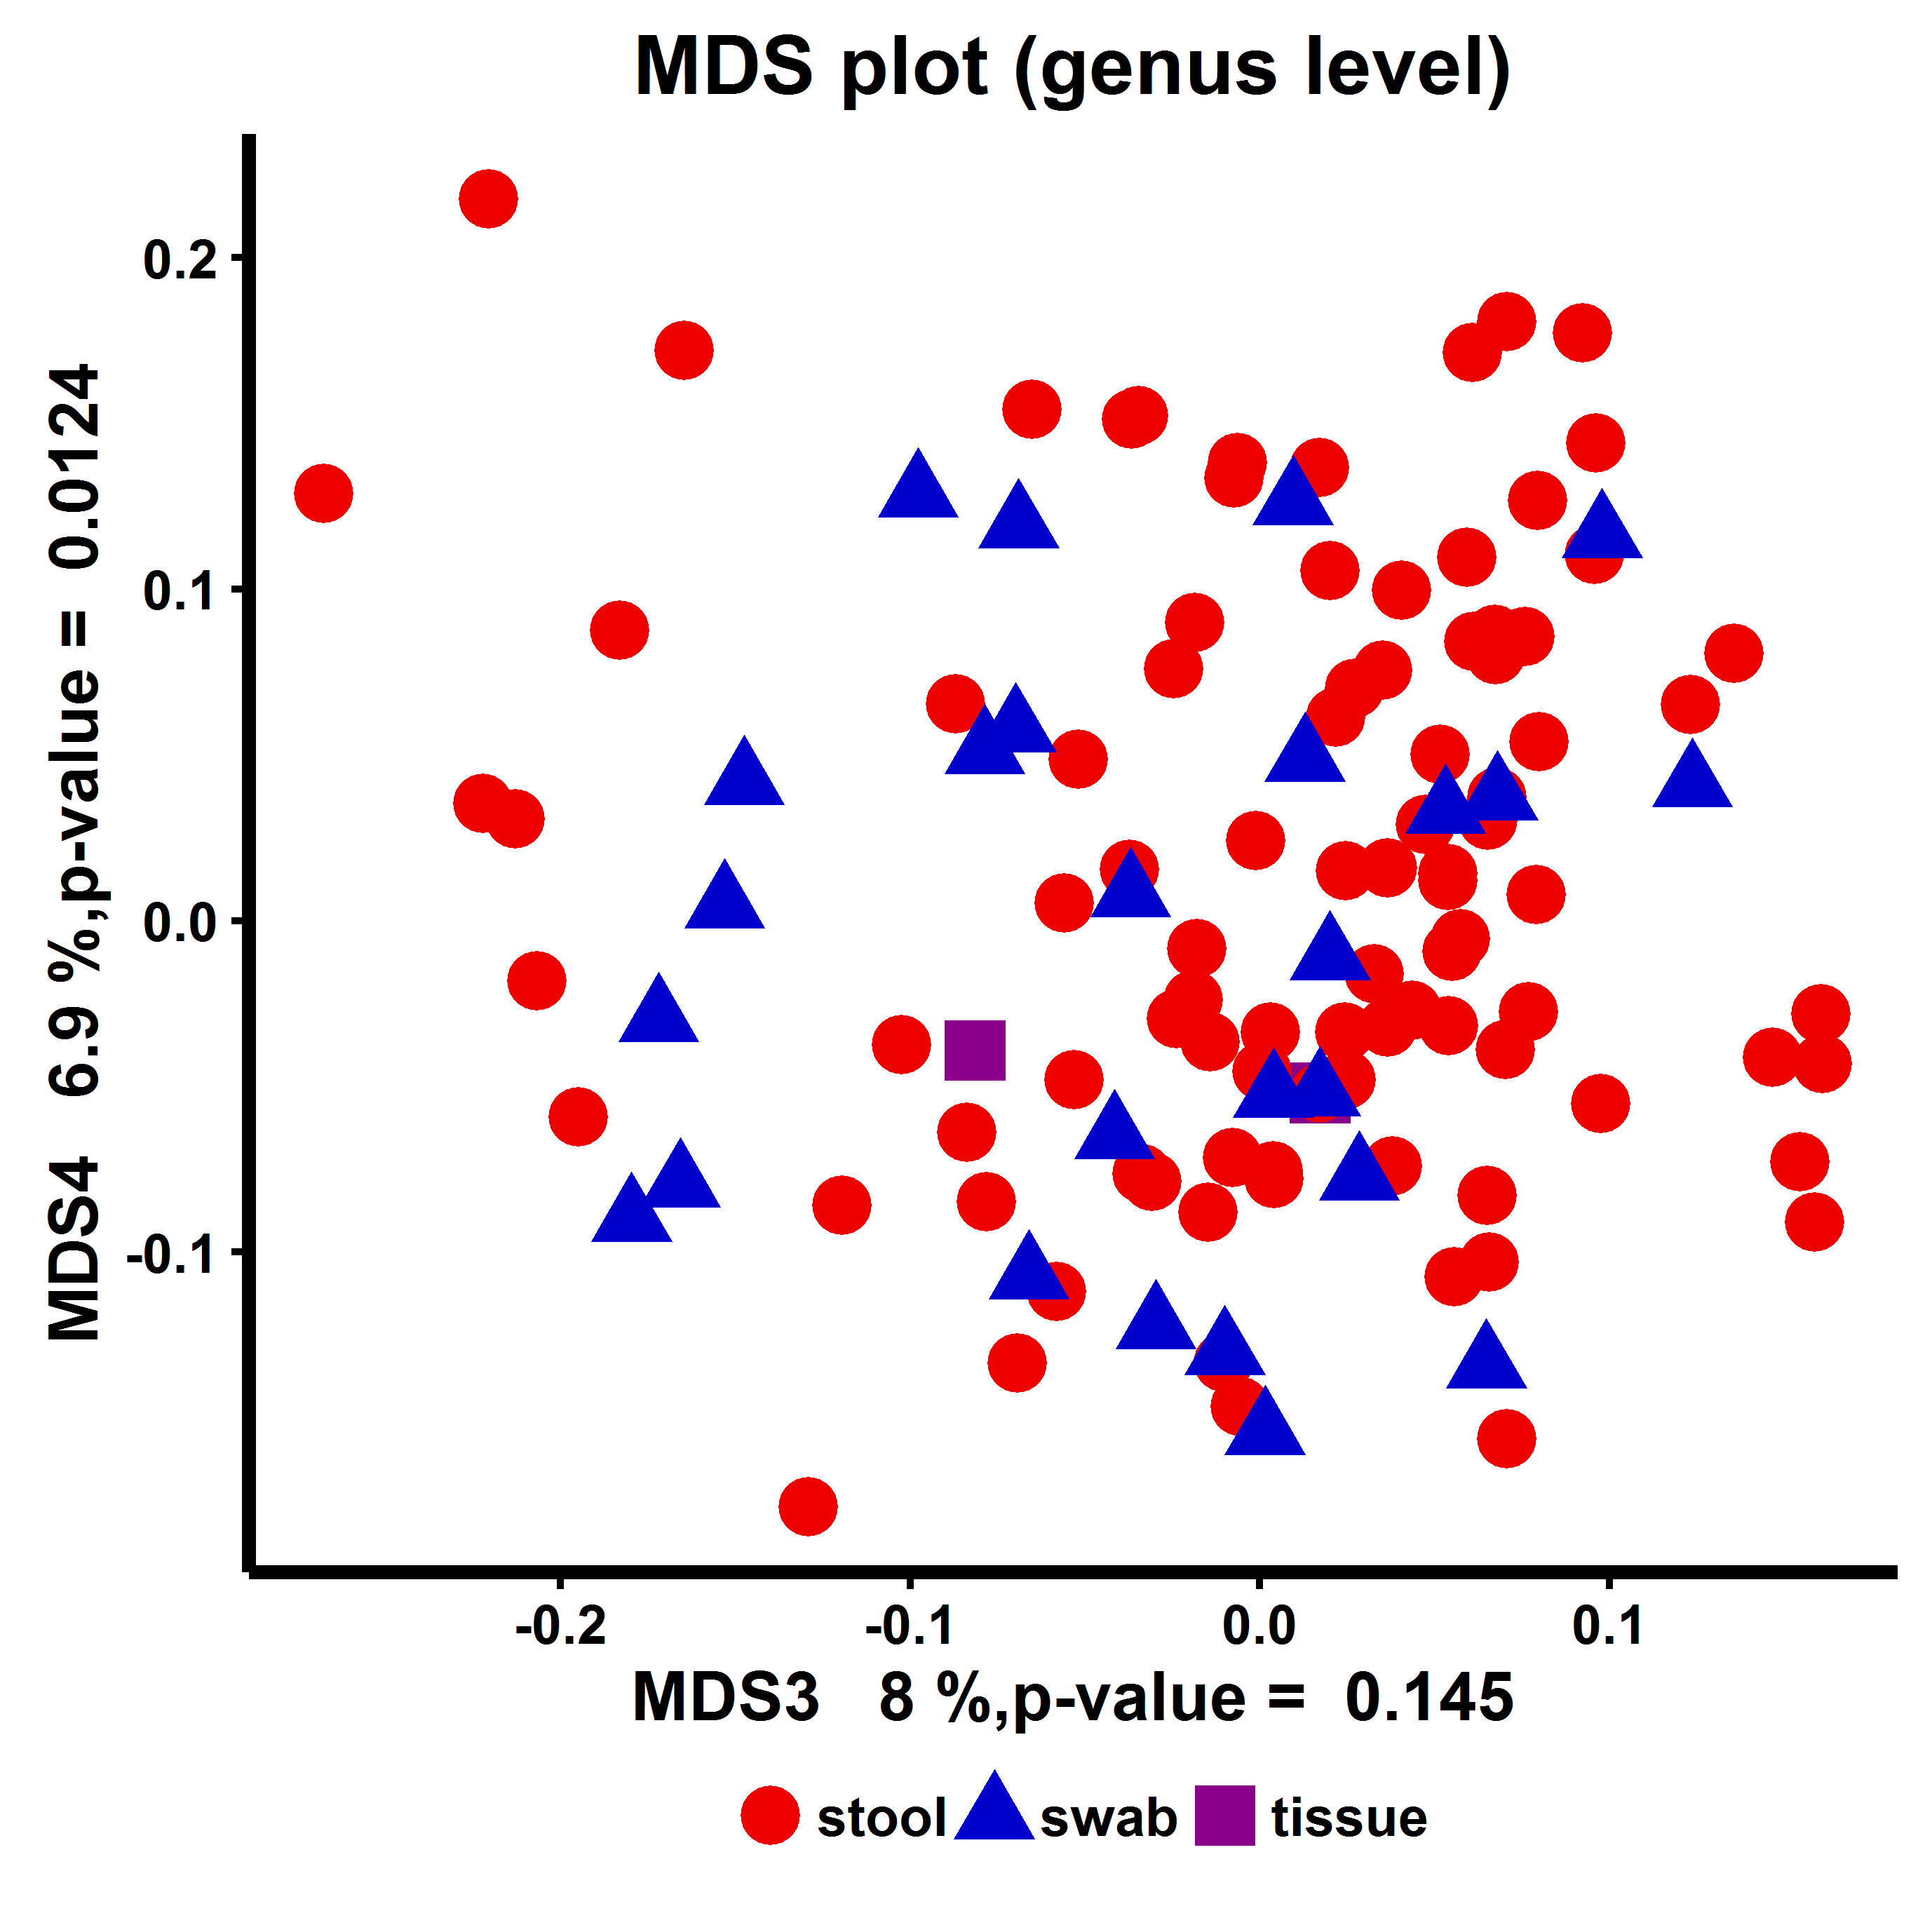 MDS plot (genus level)
MDS4 6.9 %,p-value = 0.0124
0.2
0.1
0.0
-0.1
-0.2 -0.1 0.0 0.1
MDS3 8 %,p-value = 0.145
stool swab tissue